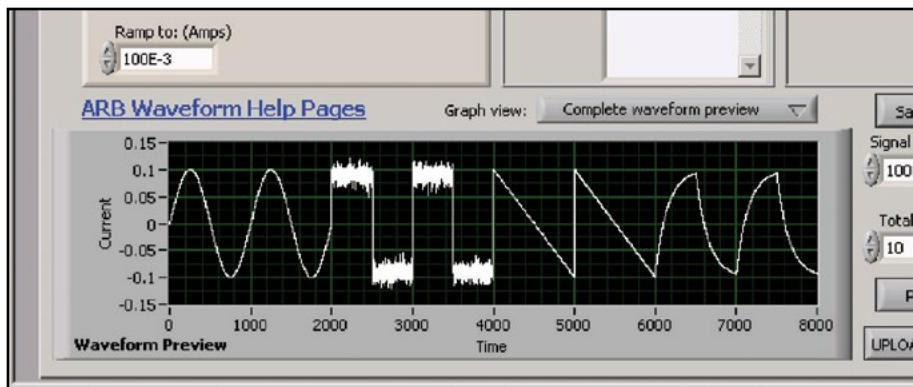 Ramp to: (Amps)
100E-3
ARB Waveform Help Pages
Graph view: Complete waveform preview
Signal
100
Total
10
0.15
0.1
0.05
0
-0.05
-0.1
-0.15
Current
0 1000 2000 3000 4000 5000 6000 7000 8000
Waveform Preview
Time